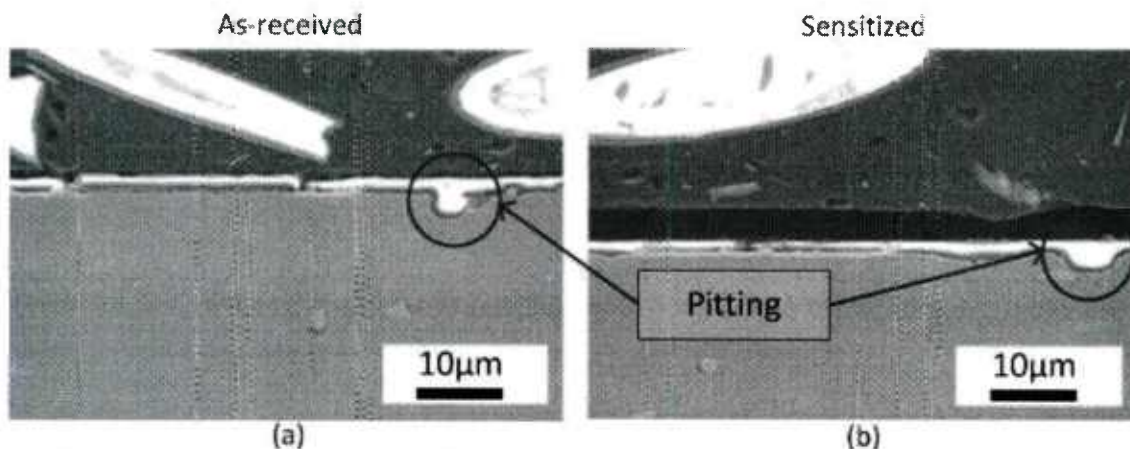 As-received
Sensitized
Pitting
10µm
10µm
(a)
(b)